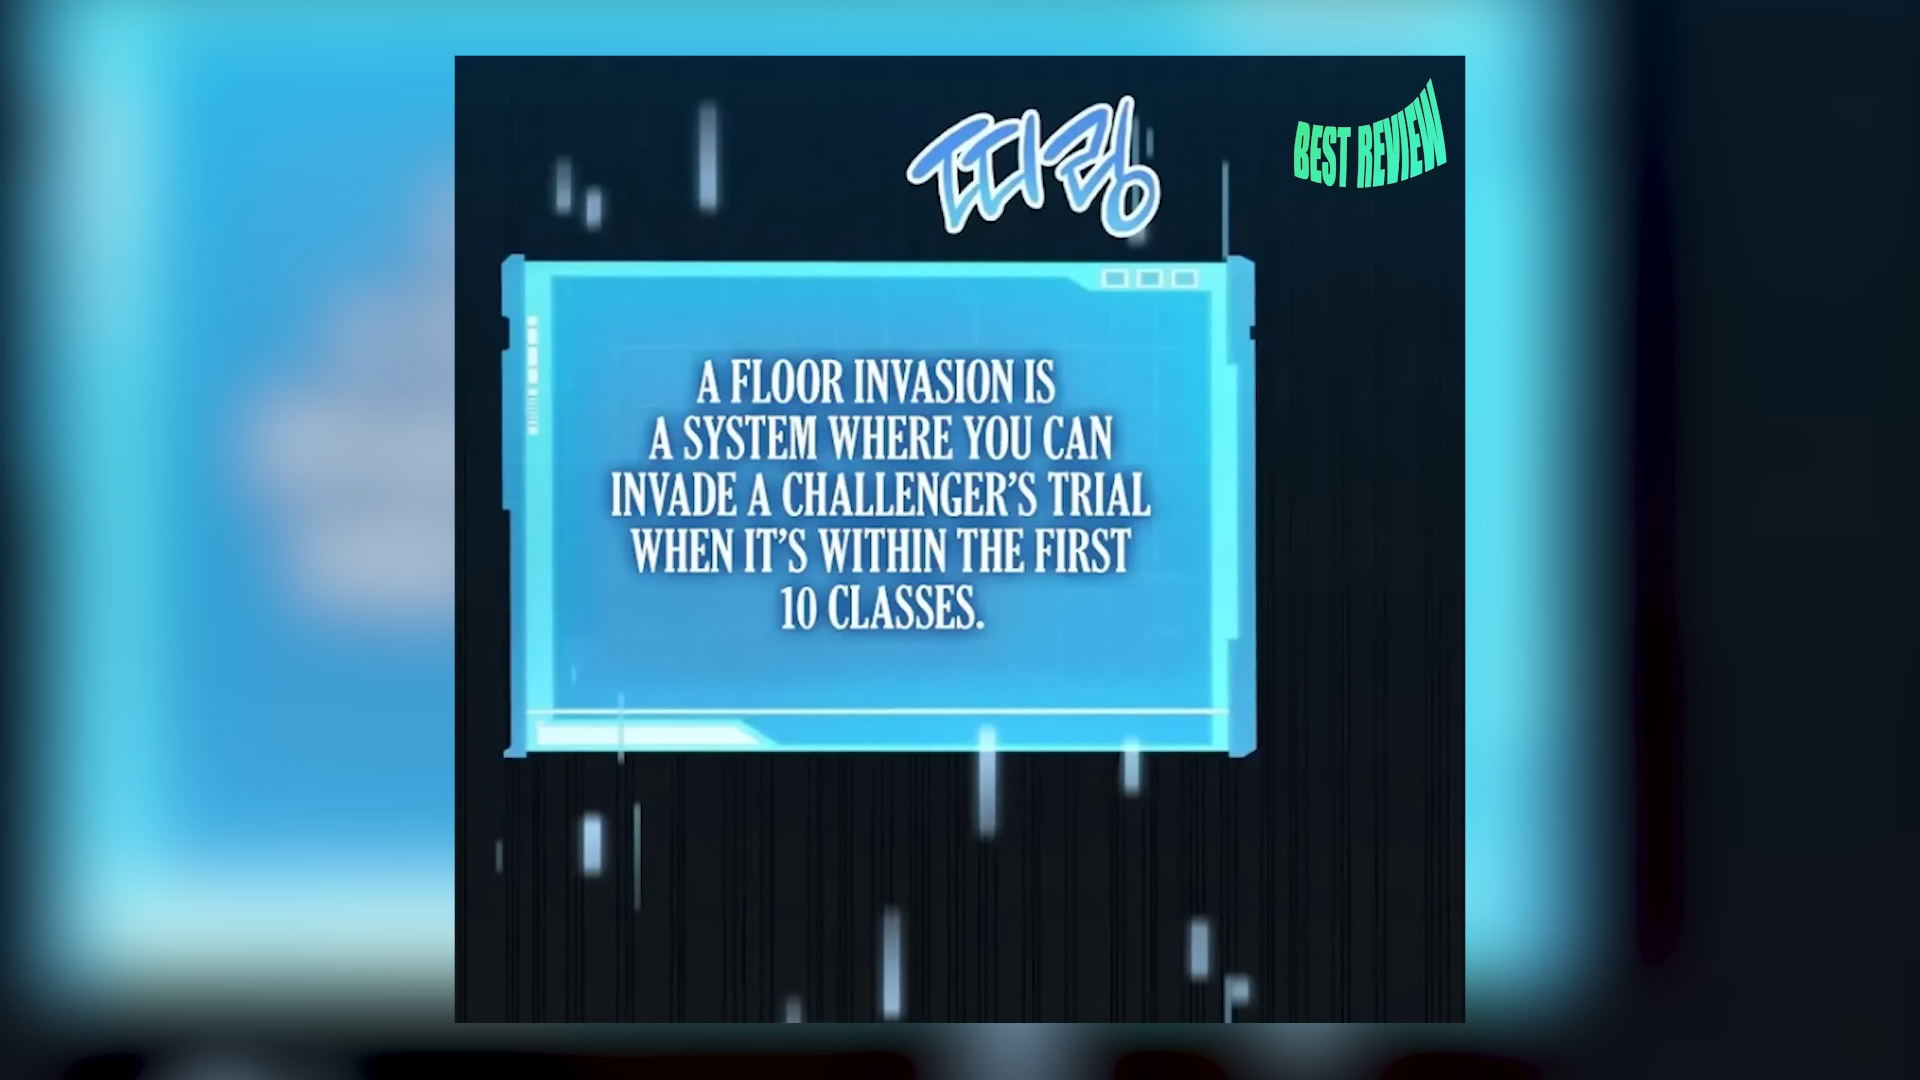 띠링
BEST REVIEW
A FLOOR INVASION IS
A SYSTEM WHERE YOU CAN
INVADE A CHALLENGER'S TRIAL
WHEN IT'S WITHIN THE FIRST
10 CLASSES.